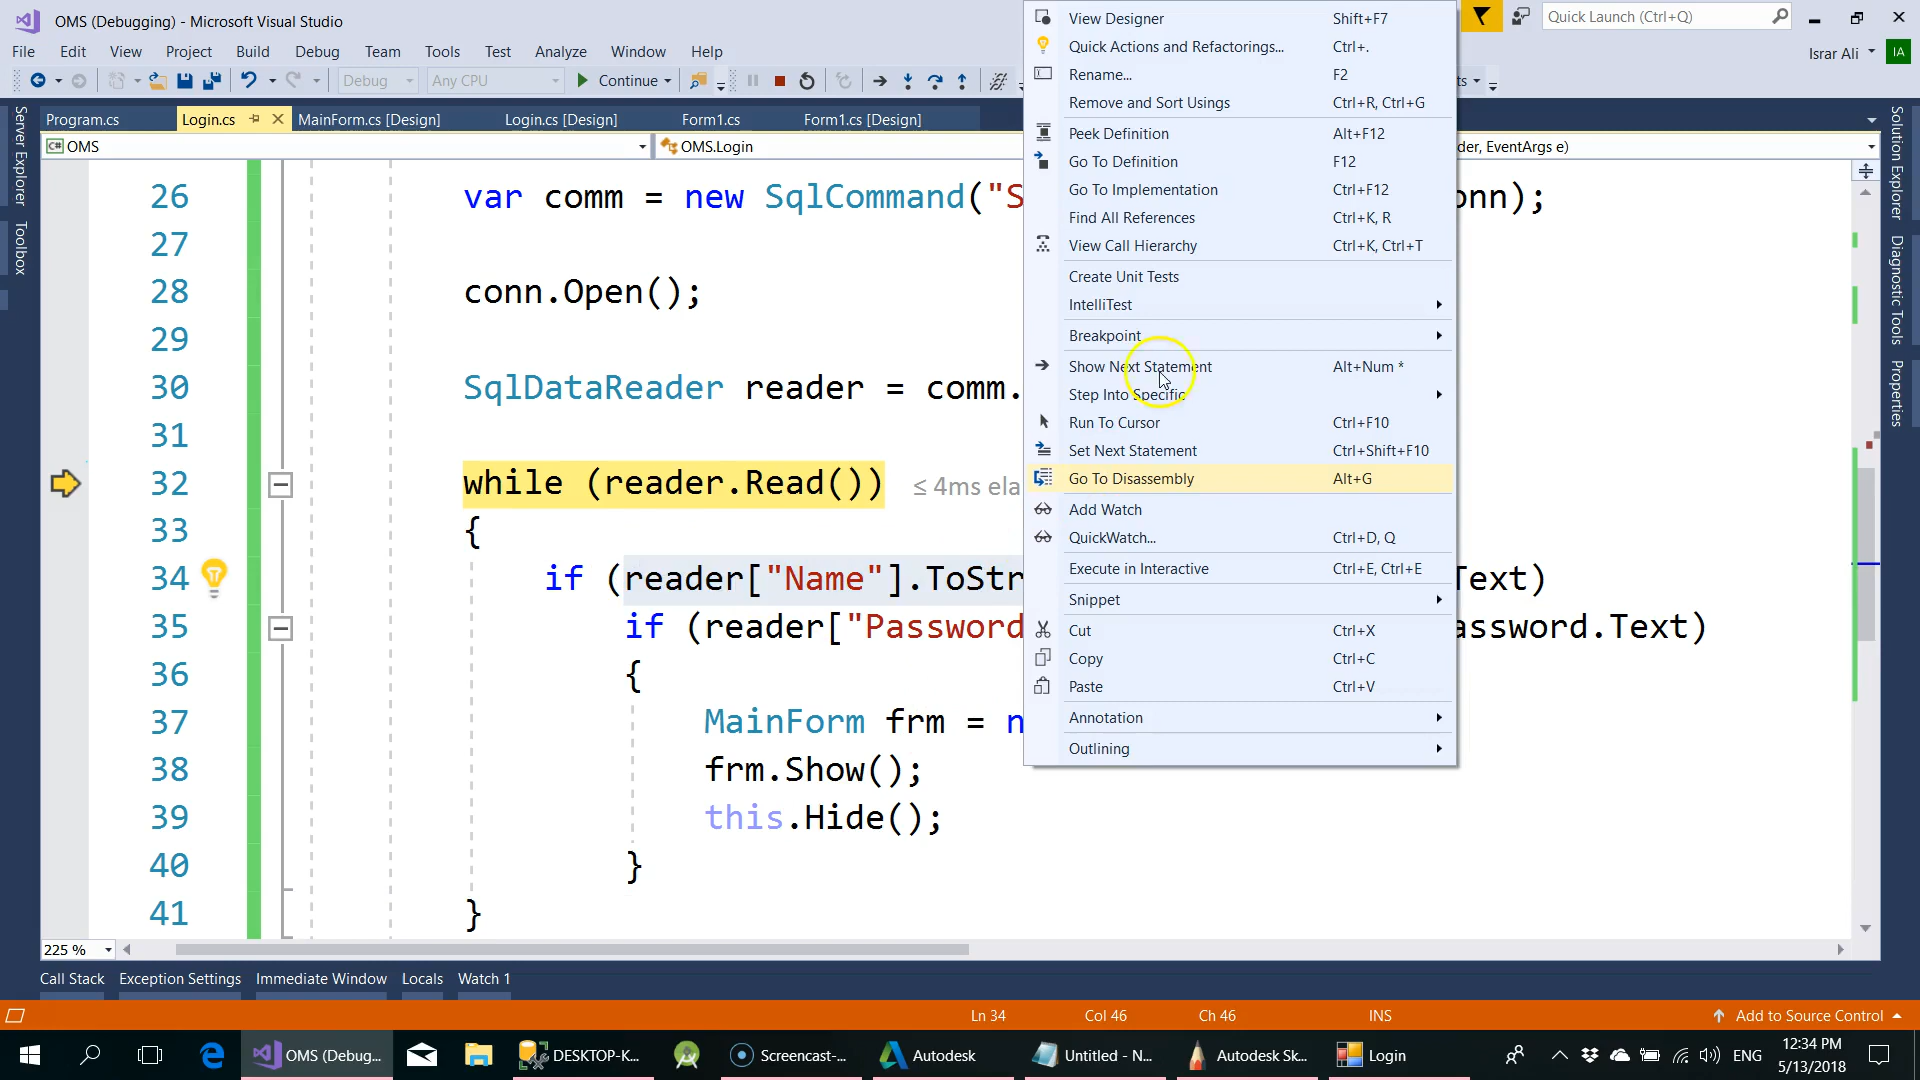 OMS (Debugging) - Microsoft Visual Studio
Quick Launch (Ctrl+Q)
File Edit View Project Build Debug Team Tools Test Analyze Window Help
Israr Ali IA
Debug Any CPU Continue
Program.cs Login.cs MainForm.cs [Design] Login.cs [Design] Form1.cs Form1.cs [Design]
C# OMS OMS.Login der, EventArgs e)
Server Explorer
Toolbox
Solution Explorer
Diagnostic Tools
Properties
26 var comm = new SqlCommand("S onn);
27
28 conn.Open();
29
30 SqlDataReader reader = comm.
31
32 while (reader.Read()) ≤ 4ms ela
33 {
34 if (reader["Name"].ToStr Text)
35 if (reader["Password assword.Text)
36 {
37 MainForm frm = n
38 frm.Show();
39 this.Hide();
40 }
41 }
View Designer Shift+F7
Quick Actions and Refactorings... Ctrl+.
Rename... F2
Remove and Sort Usings Ctrl+R, Ctrl+G
Peek Definition Alt+F12
Go To Definition F12
Go To Implementation Ctrl+F12
Find All References Ctrl+K, R
View Call Hierarchy Ctrl+K, Ctrl+T
Create Unit Tests
IntelliTest
Breakpoint
Show Next Statement Alt+Num *
Step Into Specific
Run To Cursor Ctrl+F10
Set Next Statement Ctrl+Shift+F10
Go To Disassembly Alt+G
Add Watch
QuickWatch... Ctrl+D, Q
Execute in Interactive Ctrl+E, Ctrl+E
Snippet
Cut Ctrl+X
Copy Ctrl+C
Paste Ctrl+V
Annotation
Outlining
225 %
Call Stack Exception Settings Immediate Window Locals Watch 1
Ln 34 Col 46 Ch 46 INS Add to Source Control
OMS (Debug... DESKTOP-K... Screencast-... Autodesk Untitled - N... Autodesk Sk... Login ENG
12:34 PM
5/13/2018